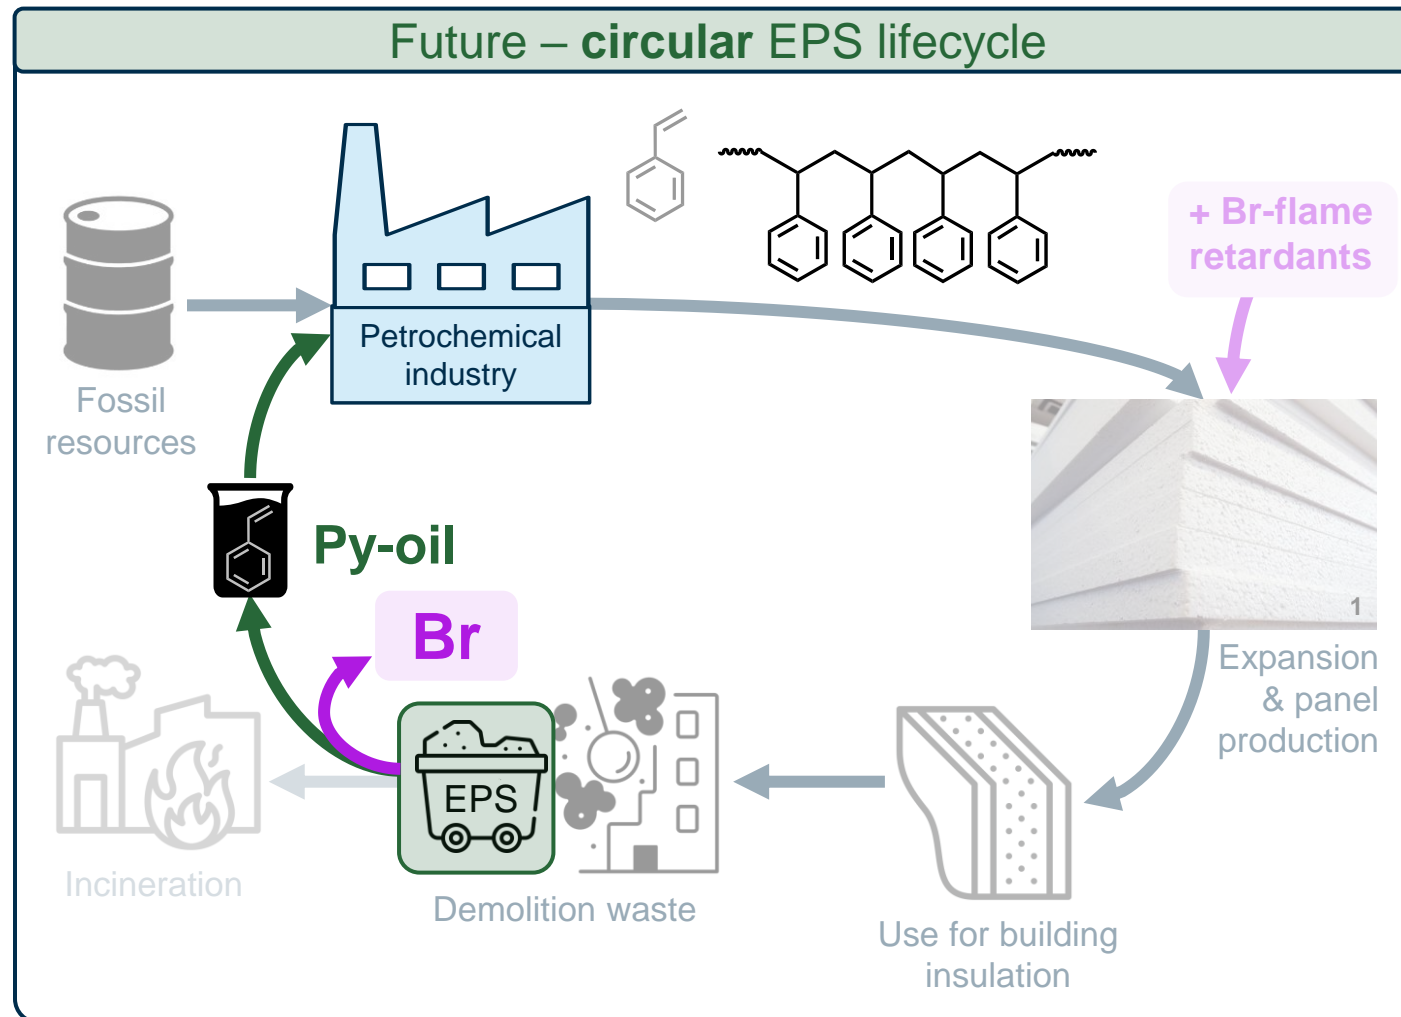 Future – circular EPS lifecycle
+ Br-flame
retardants
Petrochemical
industry
Fossil
resources
Py-oil
Br
1
Expansion
& panel
production
EPS
Incineration
Demolition waste
Use for building
insulation